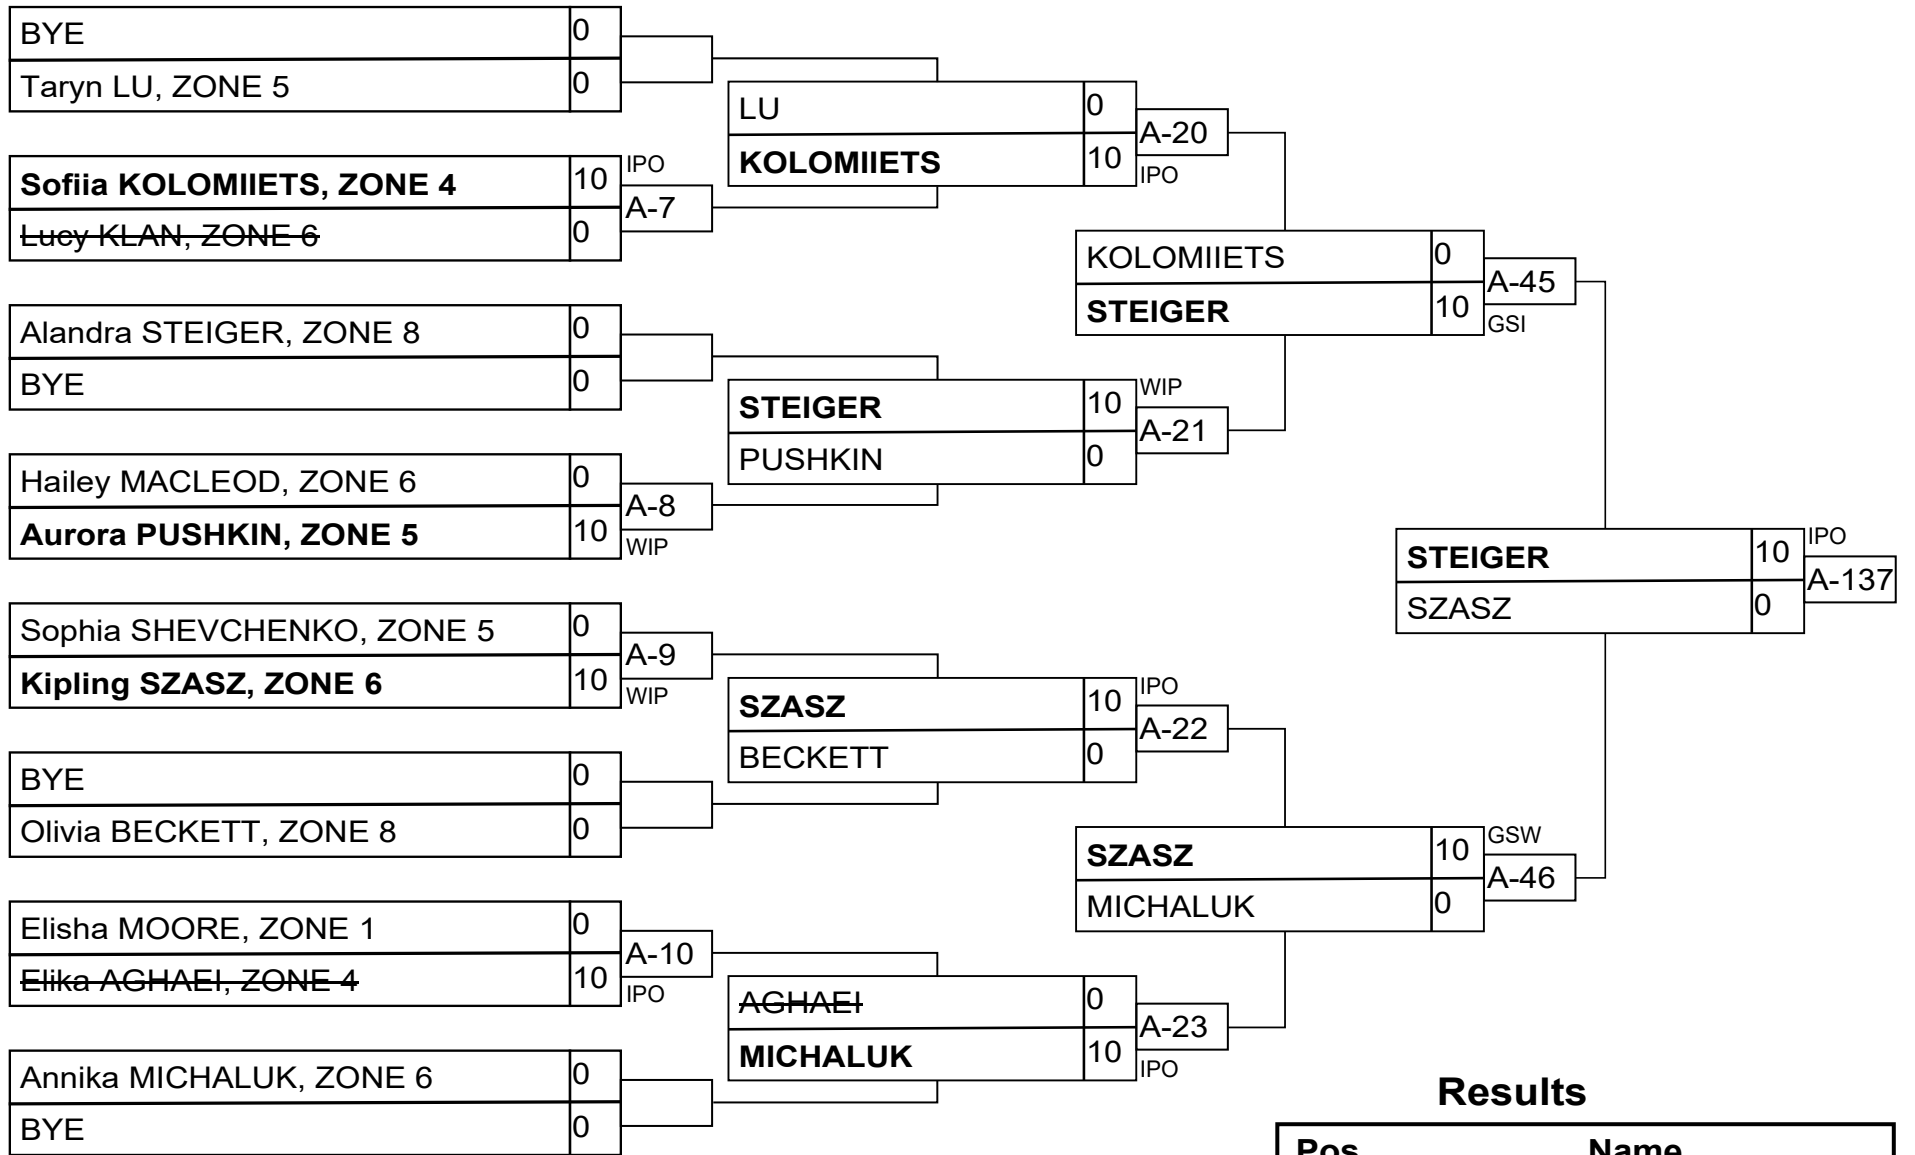 BYE 0
Taryn LU, ZONE 5 0
Sofiia KOLOMIIETS, ZONE 4 10 IPO
A-7
Lucy KLAN, ZONE 6 0
Alandra STEIGER, ZONE 8 0
BYE 0
Hailey MACLEOD, ZONE 6 0
A-8
Aurora PUSHKIN, ZONE 5 10 WIP
Sophia SHEVCHENKO, ZONE 5 0
A-9
Kipling SZASZ, ZONE 6 10 WIP
BYE 0
Olivia BECKETT, ZONE 8 0
Elisha MOORE, ZONE 1 0
A-10
Elika AGHAEI, ZONE 4 10 IPO
Annika MICHALUK, ZONE 6 0
BYE 0
LU 0
A-20
KOLOMIIETS 10 IPO
STEIGER 10 WIP
A-21
PUSHKIN 0
SZASZ 10 IPO
A-22
BECKETT 0
AGHAEI 0
A-23
MICHALUK 10 IPO
KOLOMIIETS 0
A-45
STEIGER 10 GSI
SZASZ 10 GSW
A-46
MICHALUK 0
STEIGER 10 IPO
A-137
SZASZ 0
Results
Pos Name